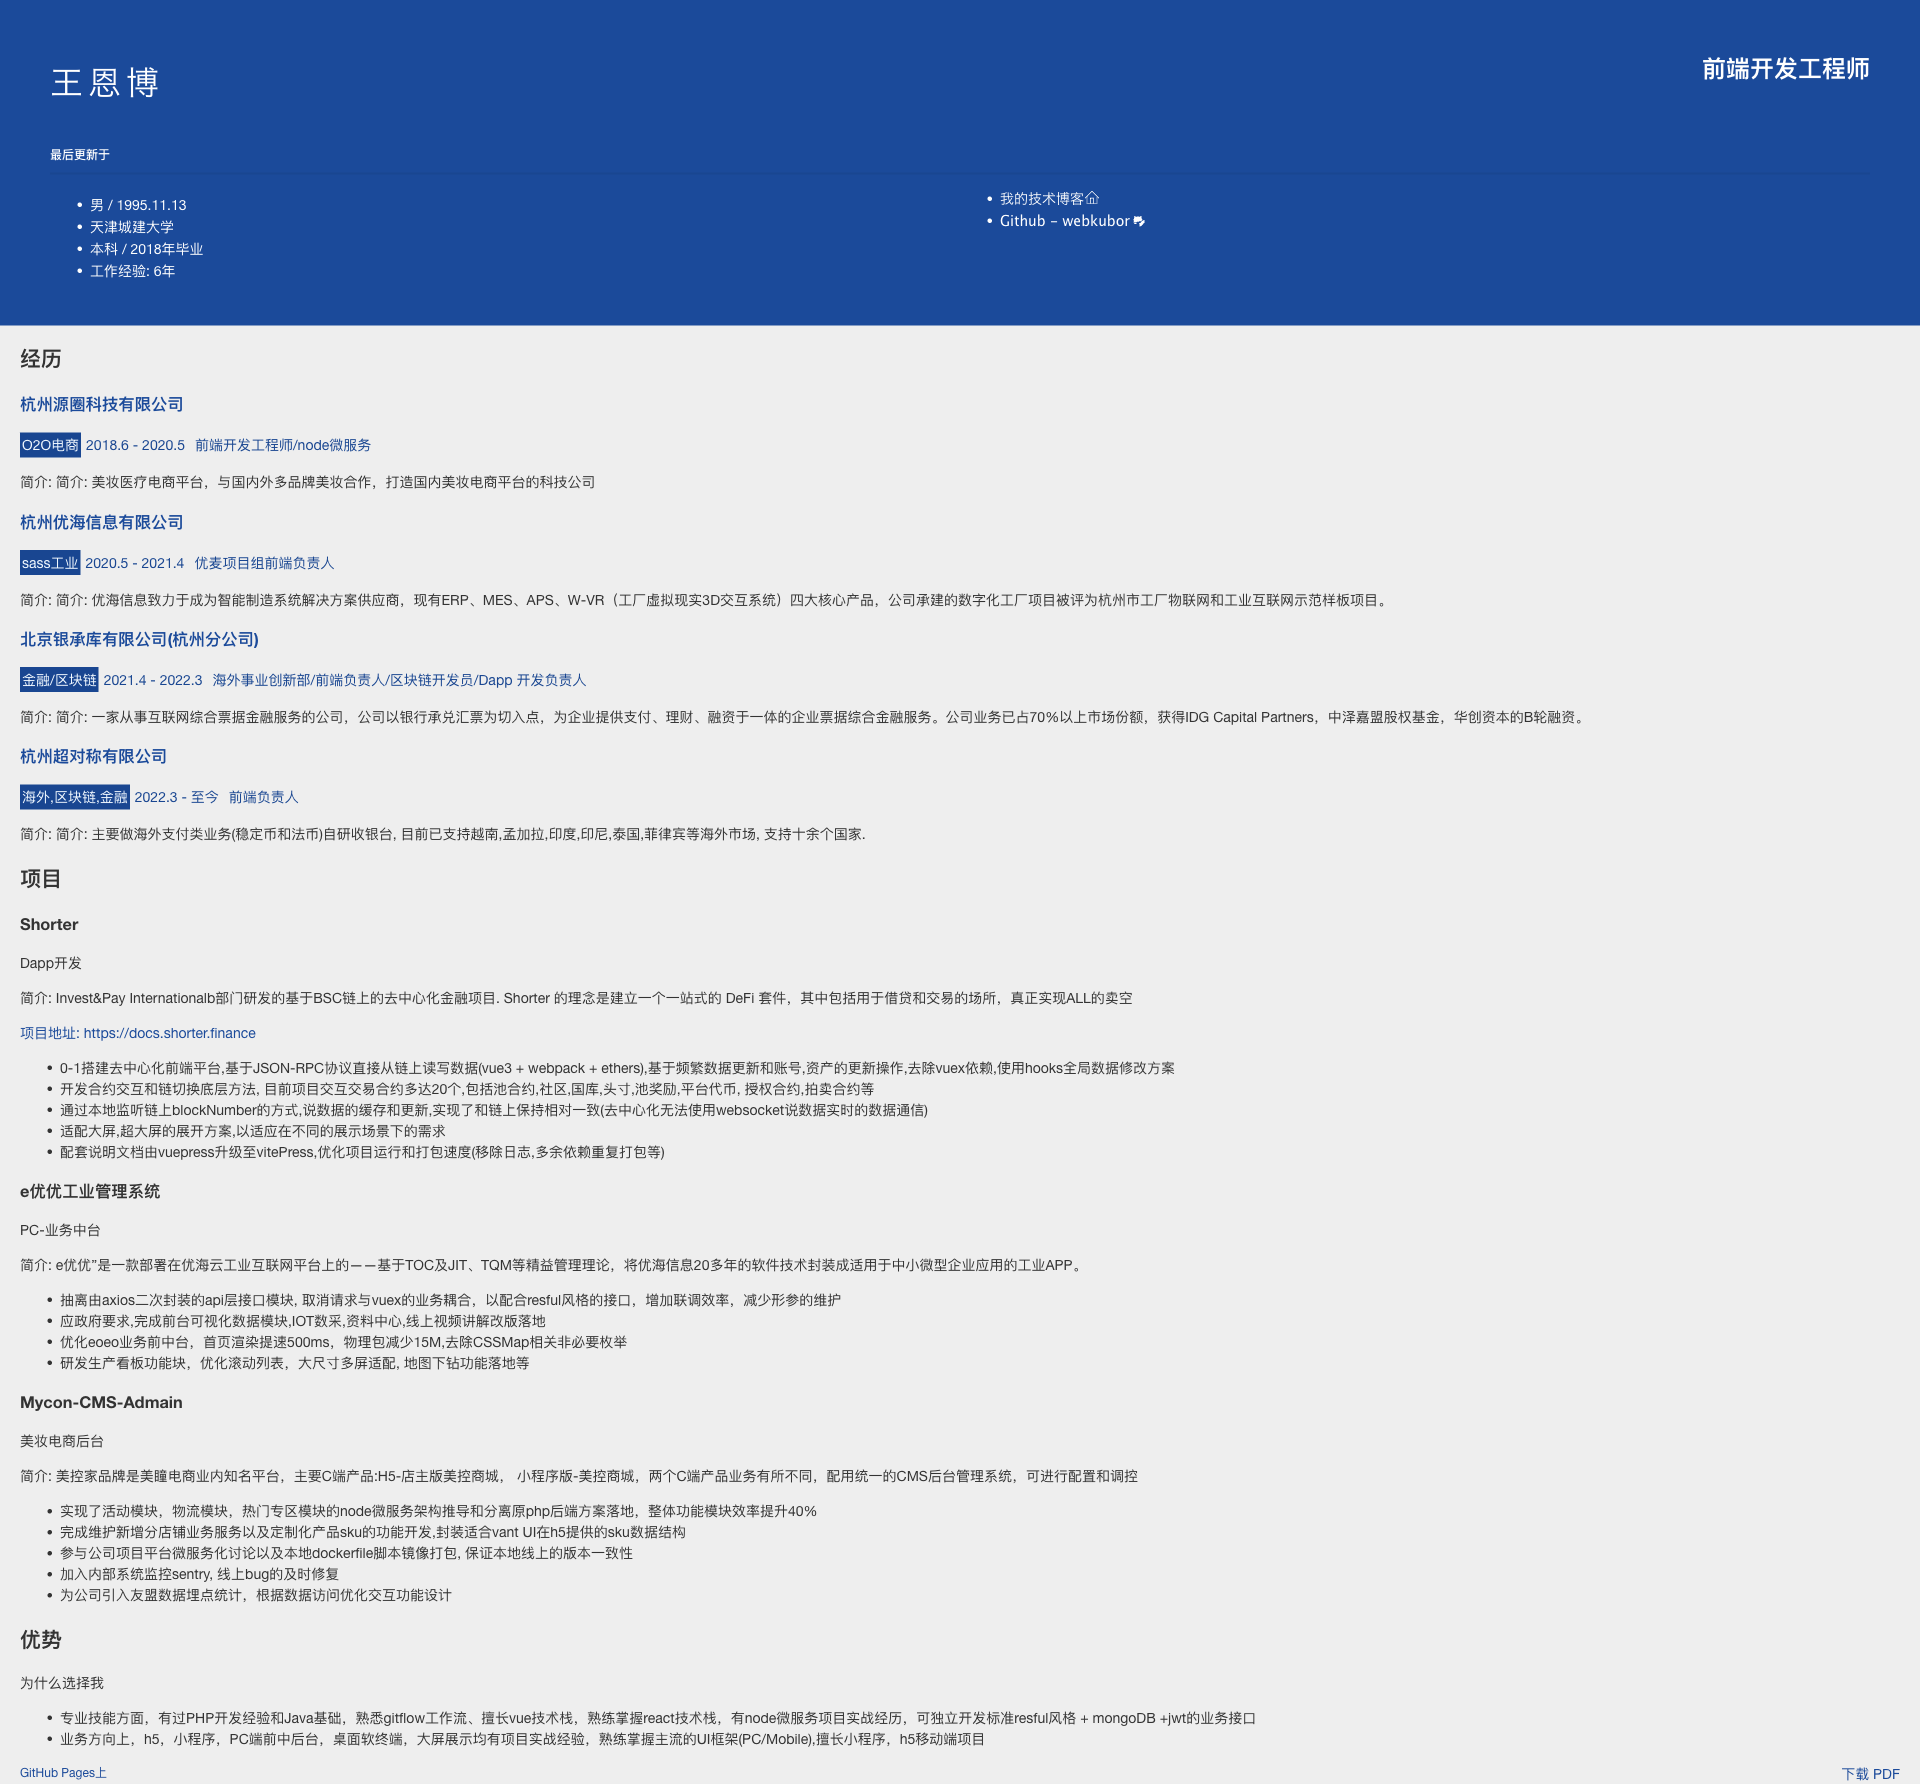 王恩博
前端开发工程师
最后更新于
男 / 1995.11.13
天津城建大学
本科 / 2018年毕业
工作经验: 6年
我的技术博客
Github - webkubor
经历
杭州源圈科技有限公司
O2O电商 2018.6 - 2020.5 前端开发工程师/node微服务
简介: 简介: 美妆医疗电商平台，与国内外多品牌美妆合作，打造国内美妆电商平台的科技公司
杭州优海信息有限公司
sass工业 2020.5 - 2021.4 优麦项目组前端负责人
简介: 简介: 优海信息致力于成为智能制造系统解决方案供应商，现有ERP、MES、APS、W-VR（工厂虚拟现实3D交互系统）四大核心产品，公司承建的数字化工厂项目被评为杭州市工厂物联网和工业互联网示范样板项目。
北京银承库有限公司(杭州分公司)
金融/区块链 2021.4 - 2022.3 海外事业创新部/前端负责人/区块链开发员/Dapp 开发负责人
简介: 简介: 一家从事互联网综合票据金融服务的公司，公司以银行承兑汇票为切入点，为企业提供支付、理财、融资于一体的企业票据综合金融服务。公司业务已占70%以上市场份额，获得IDG Capital Partners，中泽嘉盟股权基金，华创资本的B轮融资。
杭州超对称有限公司
海外,区块链,金融 2022.3 - 至今 前端负责人
简介: 简介: 主要做海外支付类业务(稳定币和法币)自研收银台, 目前已支持越南,孟加拉,印度,印尼,泰国,菲律宾等海外市场, 支持十余个国家.
项目
Shorter
Dapp开发
简介: Invest&Pay Internationalb部门研发的基于BSC链上的去中心化金融项目. Shorter 的理念是建立一个一站式的 DeFi 套件，其中包括用于借贷和交易的场所，真正实现ALL的卖空
项目地址: https://docs.shorter.finance
0-1搭建去中心化前端平台,基于JSON-RPC协议直接从链上读写数据(vue3 + webpack + ethers),基于频繁数据更新和账号,资产的更新操作,去除vuex依赖,使用hooks全局数据修改方案
开发合约交互和链切换底层方法, 目前项目交互交易合约多达20个,包括池合约,社区,国库,头寸,池奖励,平台代币, 授权合约,拍卖合约等
通过本地监听链上blockNumber的方式,说数据的缓存和更新,实现了和链上保持相对一致(去中心化无法使用websocket说数据实时的数据通信)
适配大屏,超大屏的展开方案,以适应在不同的展示场景下的需求
配套说明文档由vuepress升级至vitePress,优化项目运行和打包速度(移除日志,多余依赖重复打包等)
e优优工业管理系统
PC-业务中台
简介: e优优”是一款部署在优海云工业互联网平台上的——基于TOC及JIT、TQM等精益管理理论，将优海信息20多年的软件技术封装成适用于中小微型企业应用的工业APP。
抽离由axios二次封装的api层接口模块, 取消请求与vuex的业务耦合，以配合resful风格的接口，增加联调效率，减少形参的维护
应政府要求,完成前台可视化数据模块,IOT数采,资料中心,线上视频讲解改版落地
优化eoeo业务前中台，首页渲染提速500ms，物理包减少15M,去除CSSMap相关非必要枚举
研发生产看板功能块，优化滚动列表，大尺寸多屏适配, 地图下钻功能落地等
Mycon-CMS-Admain
美妆电商后台
简介: 美控家品牌是美瞳电商业内知名平台，主要C端产品:H5-店主版美控商城， 小程序版-美控商城，两个C端产品业务有所不同，配用统一的CMS后台管理系统，可进行配置和调控
实现了活动模块，物流模块，热门专区模块的node微服务架构推导和分离原php后端方案落地，整体功能模块效率提升40%
完成维护新增分店铺业务服务以及定制化产品sku的功能开发,封装适合vant UI在h5提供的sku数据结构
参与公司项目平台微服务化讨论以及本地dockerfile脚本镜像打包, 保证本地线上的版本一致性
加入内部系统监控sentry, 线上bug的及时修复
为公司引入友盟数据埋点统计，根据数据访问优化交互功能设计
优势
为什么选择我
专业技能方面，有过PHP开发经验和Java基础，熟悉gitflow工作流、擅长vue技术栈，熟练掌握react技术栈，有node微服务项目实战经历，可独立开发标准resful风格 + mongoDB +jwt的业务接口
业务方向上，h5，小程序，PC端前中后台，桌面软终端，大屏展示均有项目实战经验，熟练掌握主流的UI框架(PC/Mobile),擅长小程序，h5移动端项目
GitHub Pages上
下载 PDF